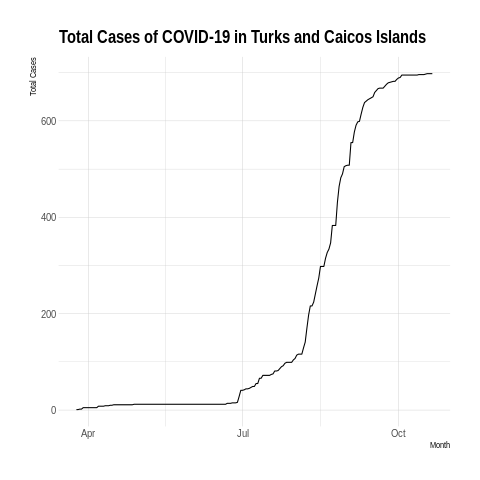 Total Cases of COVID-19 in Turks and Caicos Islands
Total Cases
600
400
200
0
Apr
Jul
Oct
Month